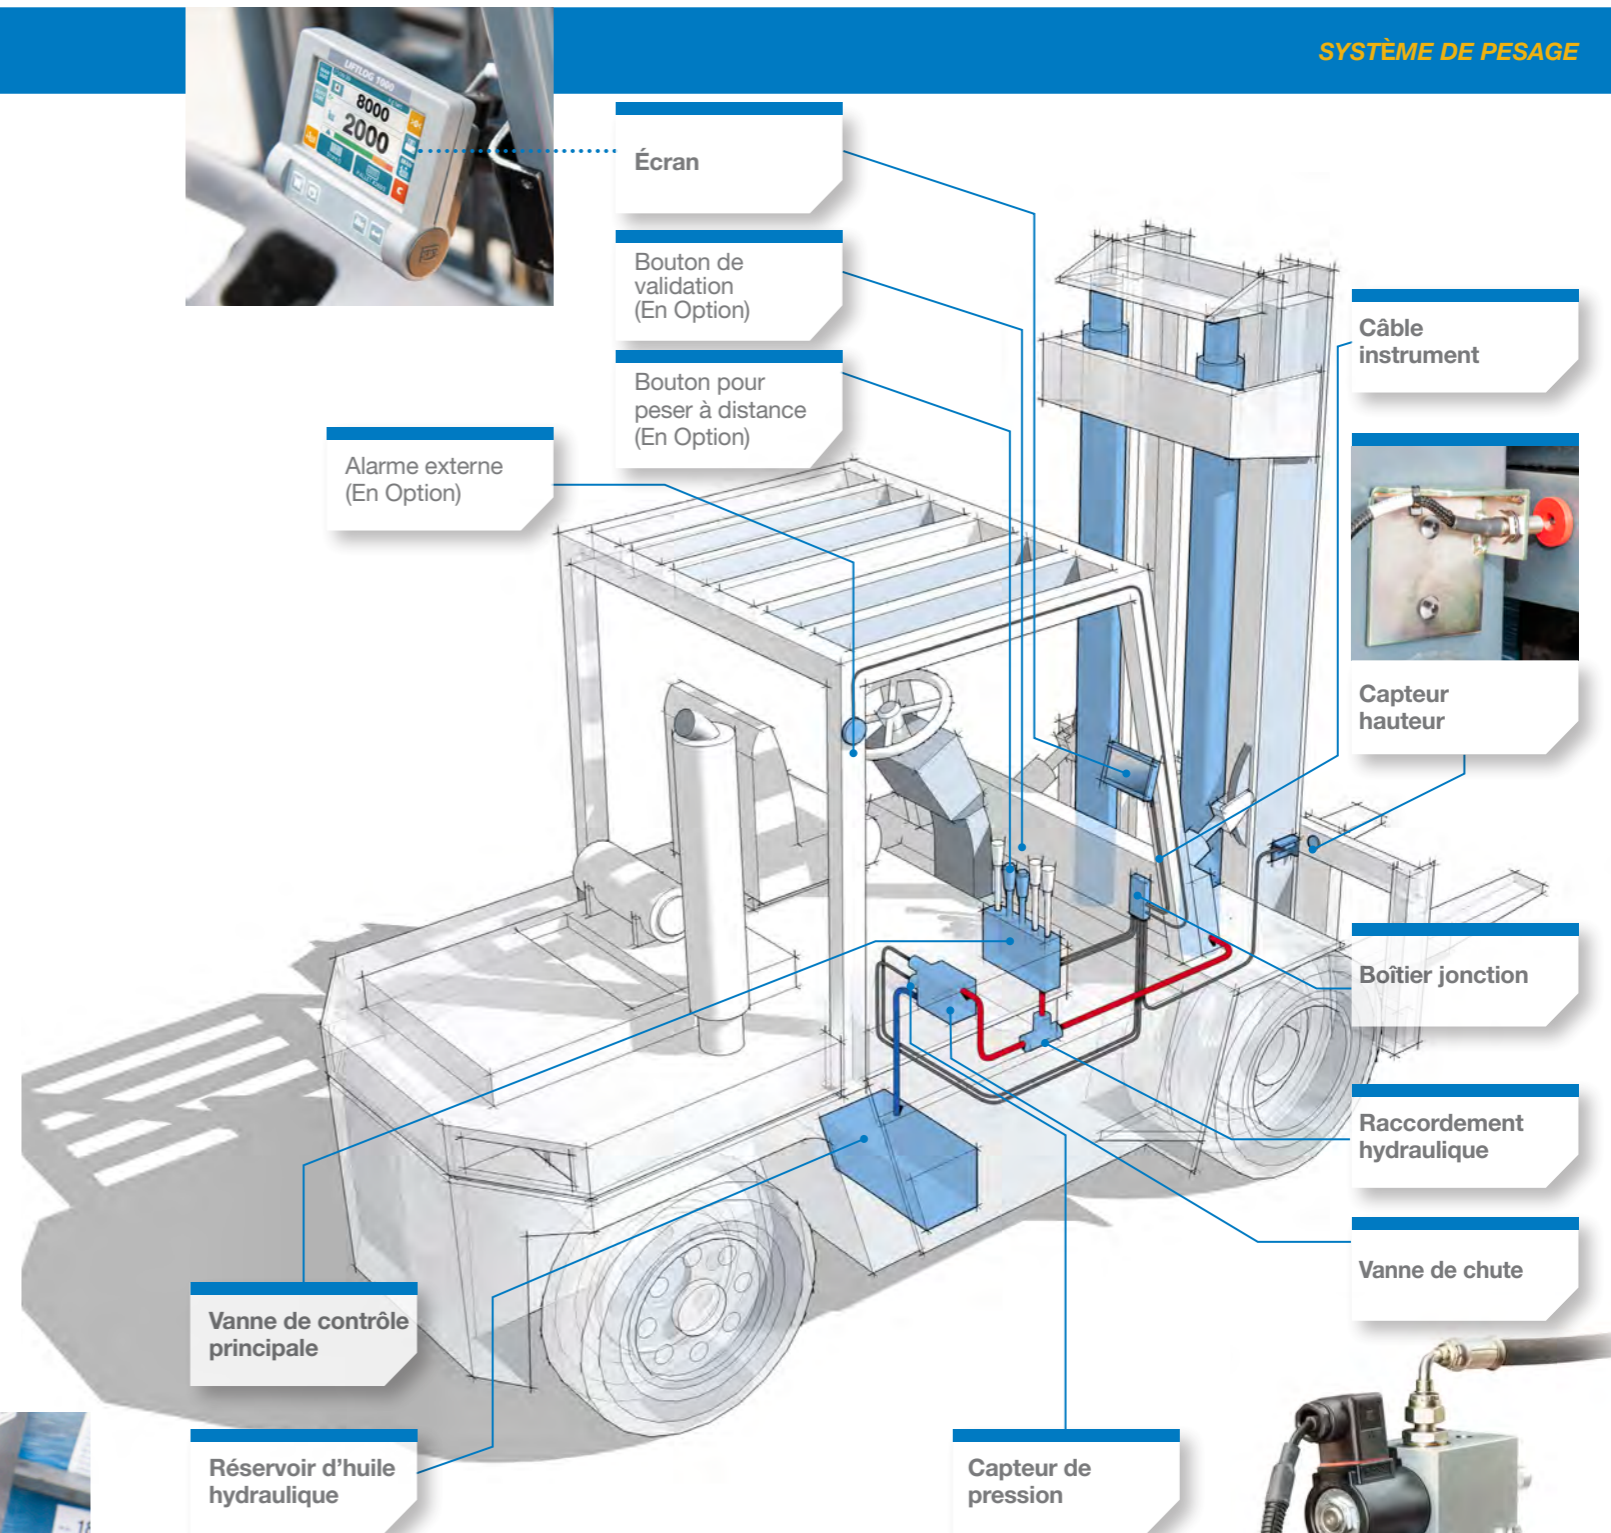 SYSTÈME DE PESAGE
LIFTLOG 1000
8000
2000
Écran
Bouton de
validation
(En Option)
Bouton pour
peser à distance
(En Option)
Alarme externe
(En Option)
Câble
instrument
Capteur
hauteur
Boîtier jonction
Raccordement
hydraulique
Vanne de chute
Vanne de contrôle
principale
Réservoir d'huile
hydraulique
Capteur de
pression